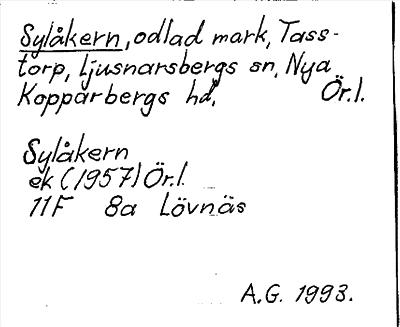 Sylåkern, odlad mark, Tass-
torp, Ljusnarsbergs sn, Nya
Kopparbergs hd, Ör.l.
Sylåkern
ek (1957) Ör.l.
11F 8a Lövnäs
A.G. 1993.